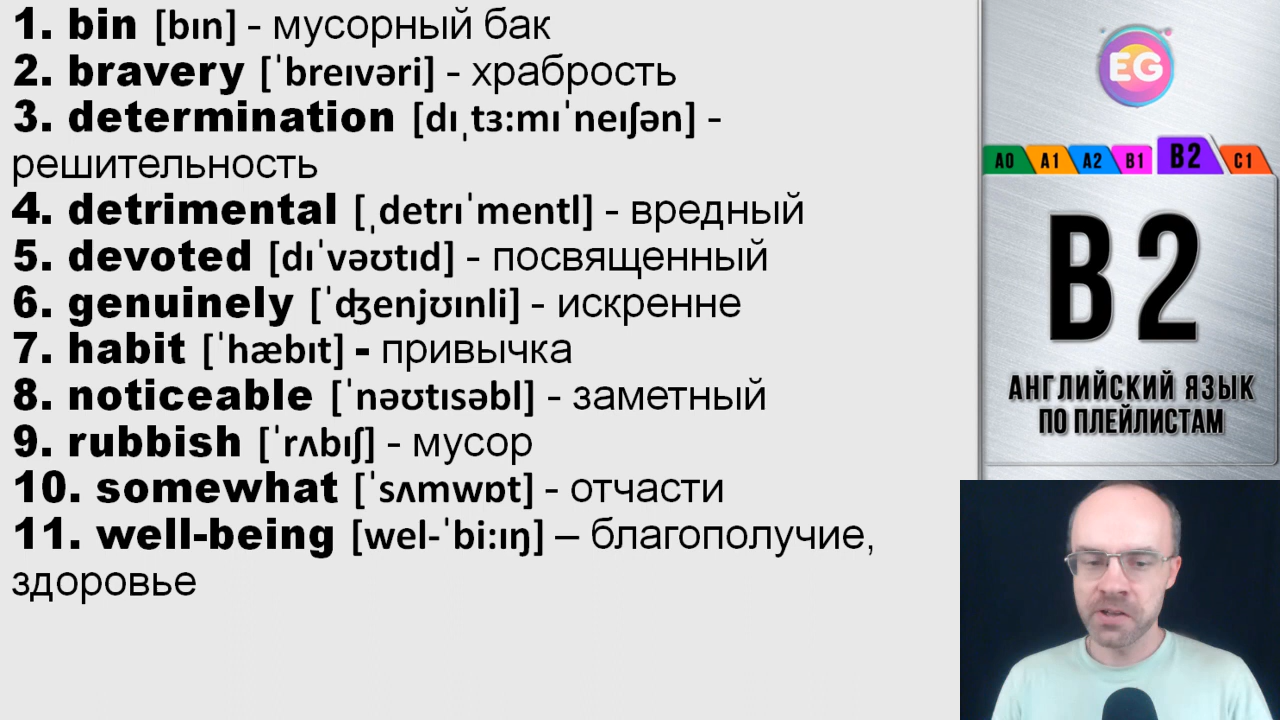 1. bin [bɪn] - мусорный бак
2. bravery [ˈbreɪvəri] - храбрость
3. determination [dɪˌtɜ:mɪˈneɪʃən] -
решительность
4. detrimental [ˌdetrɪˈmentl] - вредный
5. devoted [dɪˈvəʊtɪd] - посвященный
6. genuinely [ˈʤenjʊɪnli] - искренне
7. habit [ˈhæbɪt] - привычка
8. noticeable [ˈnəʊtɪsəbl] - заметный
9. rubbish [ˈrʌbɪʃ] - мусор
10. somewhat [ˈsʌmwɒt] - отчасти
11. well-being [wel-ˈbi:ɪŋ] – благополучие,
здоровье
EG
A0 A1 A2 B1 B2 C1
B2
АНГЛИЙСКИЙ ЯЗЫК
ПО ПЛЕЙЛИСТАМ